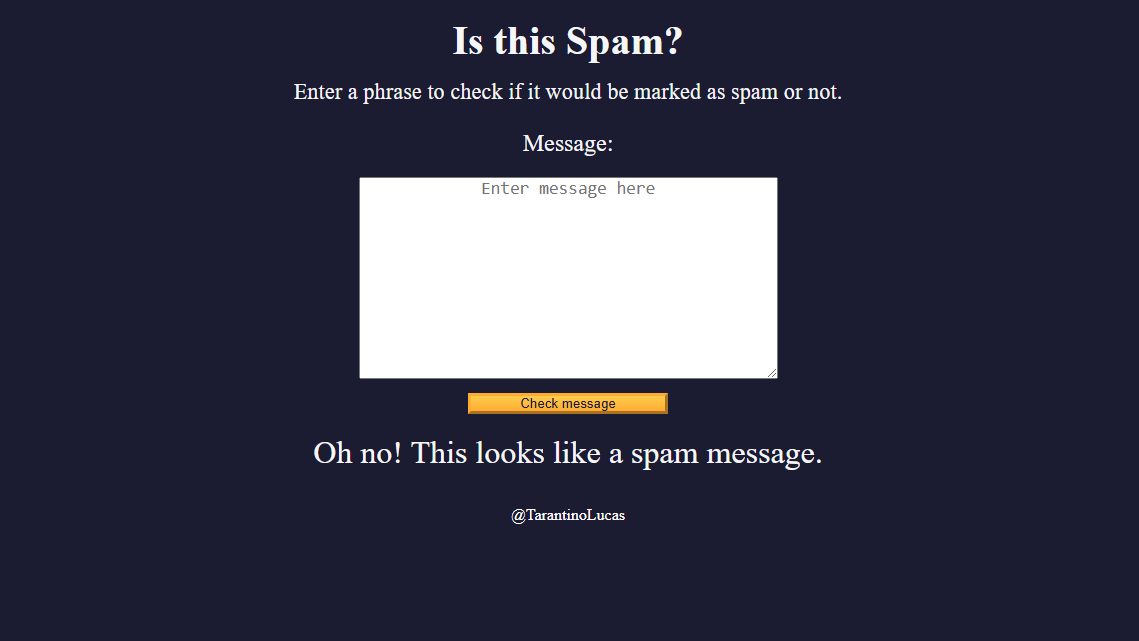 Is this Spam?
Enter a phrase to check if it would be marked as spam or not.
Message:
Enter message here
Check message
Oh no! This looks like a spam message.
@TarantinoLucas